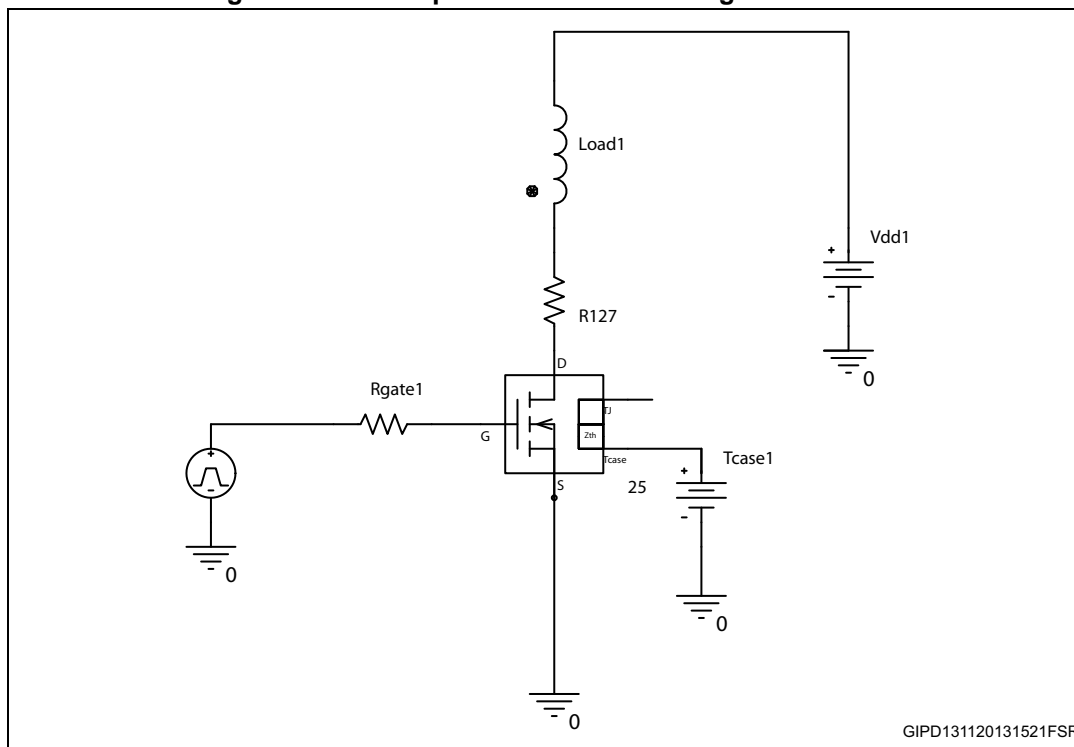 Load1
Vdd1
+
-
0
R127
D
Rgate1
G
TJ
Zth
Tcase
S
25
Tcase1
+
-
0
+
-
0
0
GIPD131120131521FSR